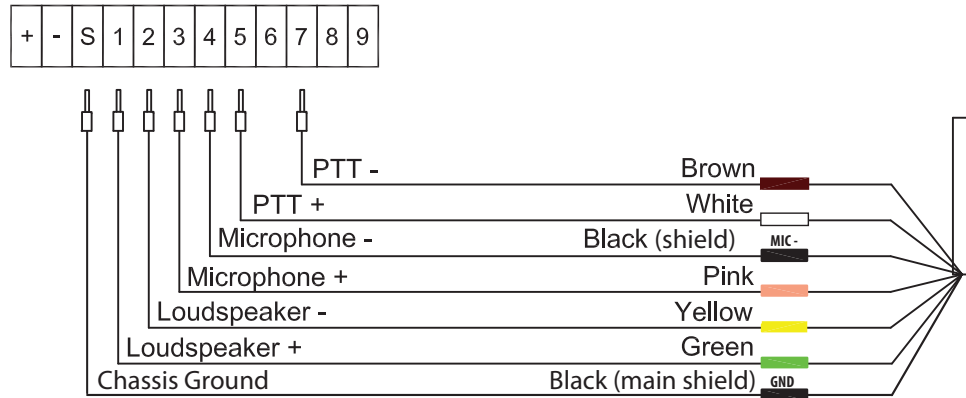 + - S 1 2 3 4 5 6 7 8 9
PTT - Brown
PTT + White
Microphone - Black (shield) MIC -
Microphone + Pink
Loudspeaker - Yellow
Loudspeaker + Green
Chassis Ground Black (main shield) GND